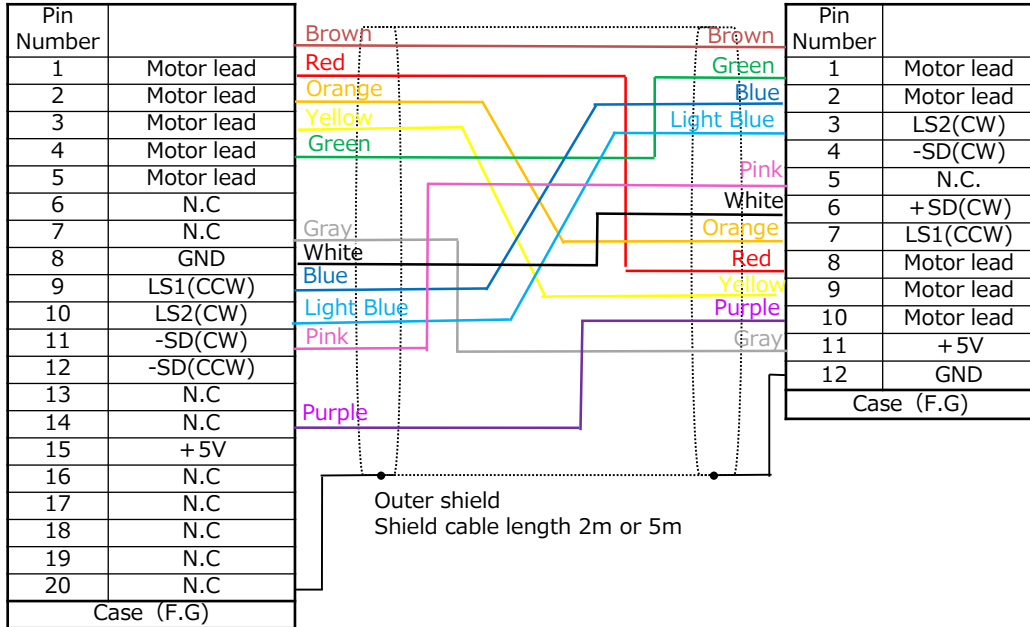 Pin
Number
1 Motor lead
2 Motor lead
3 Motor lead
4 Motor lead
5 Motor lead
6 N.C
7 N.C
8 GND
9 LS1(CCW)
10 LS2(CW)
11 -SD(CW)
12 -SD(CCW)
13 N.C
14 N.C
15 +5V
16 N.C
17 N.C
18 N.C
19 N.C
20 N.C
Case (F.G)
Brown
Red
Orange
Yellow
Green
Gray
White
Blue
Light Blue
Pink
Purple
Brown
Green
Blue
Light Blue
Pink
White
Orange
Red
Yellow
Purple
Gray
Outer shield
Shield cable length 2m or 5m
Pin
Number
1 Motor lead
2 Motor lead
3 LS2(CW)
4 -SD(CW)
5 N.C.
6 +SD(CW)
7 LS1(CCW)
8 Motor lead
9 Motor lead
10 Motor lead
11 +5V
12 GND
Case (F.G)